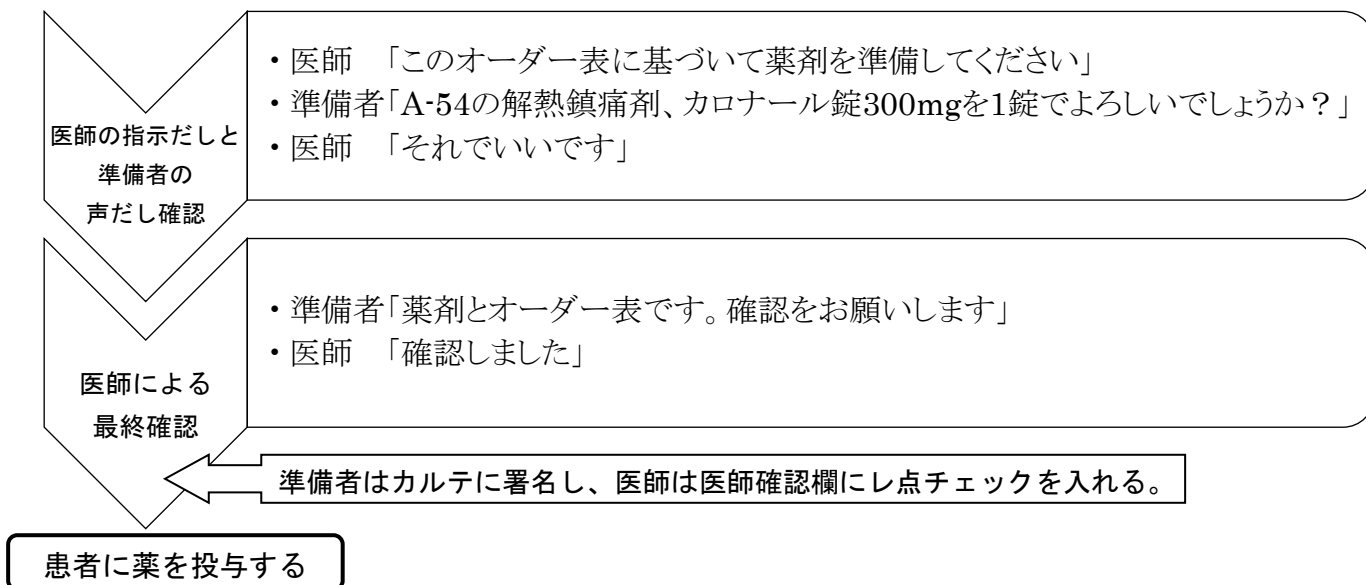 医師の指示だしと
準備者の
声だし確認
・医師　「このオーダー表に基づいて薬剤を準備してください」
・準備者「A-54の解熱鎮痛剤、カロナール錠300mgを1錠でよろしいでしょうか？」
・医師　「それでいいです」
医師による
最終確認
・準備者「薬剤とオーダー表です。確認をお願いします」
・医師　「確認しました」
準備者はカルテに署名し、医師は医師確認欄にレ点チェックを入れる。
患者に薬を投与する